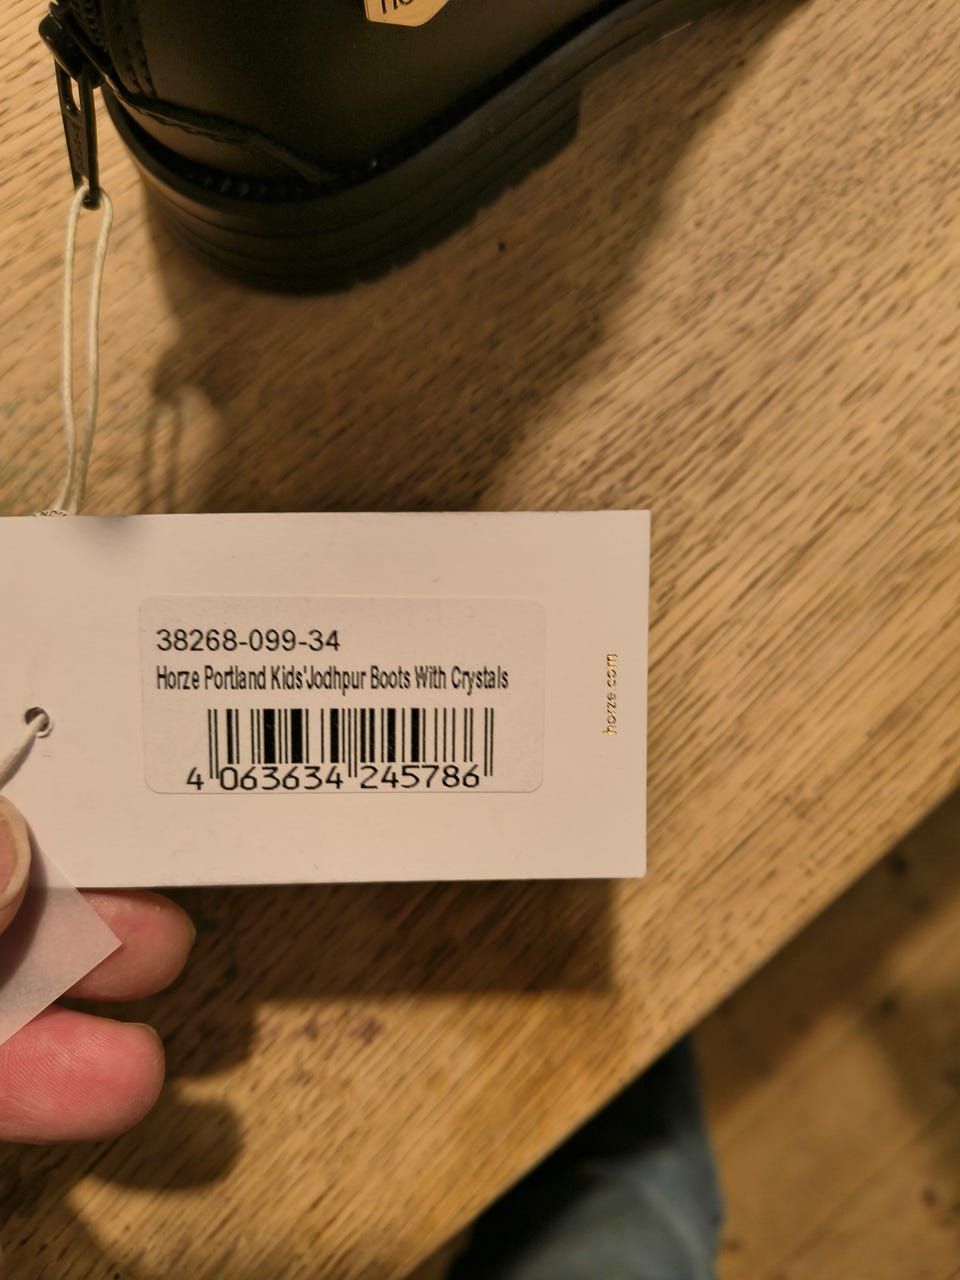 38268-099-34
Horze Portland Kids'Jodhpur Boots With Crystals
4 063634 245786
horze.com